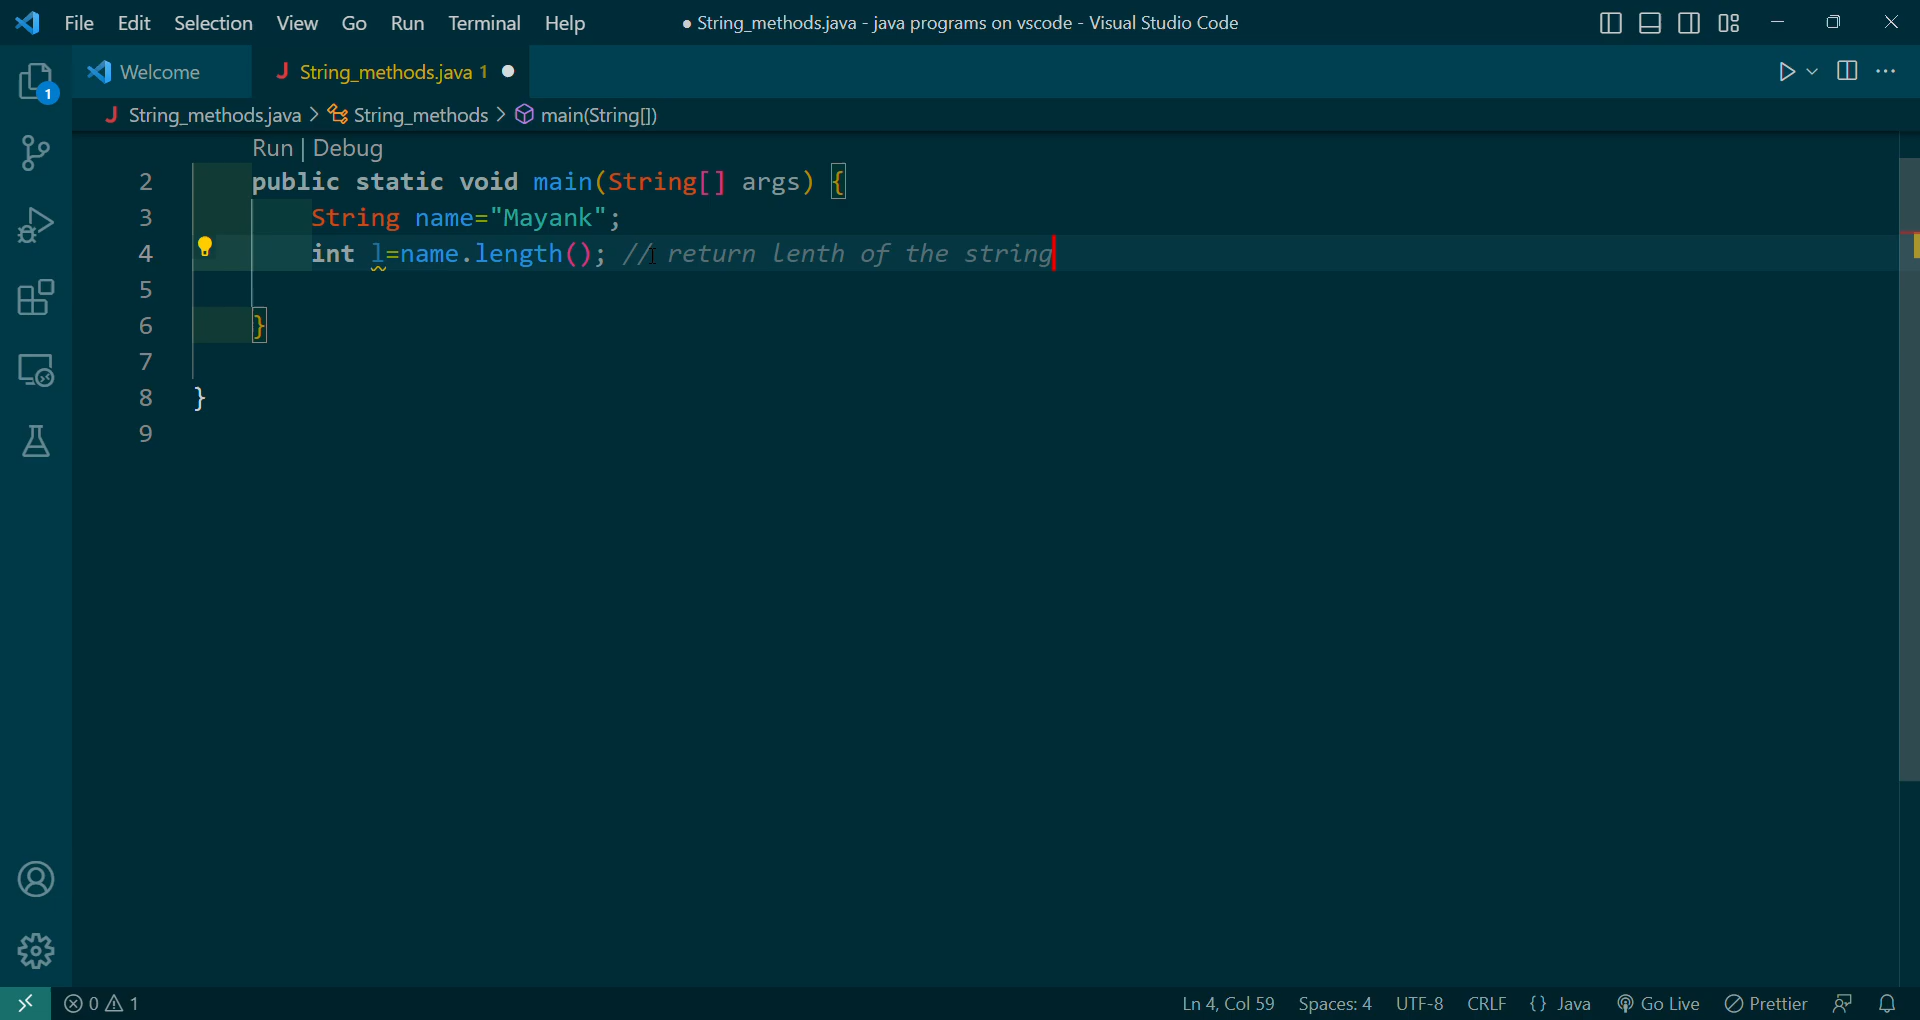 File Edit Selection View Go Run Terminal Help ● String_methods.java - java programs on vscode - Visual Studio Code
Welcome J String_methods.java 1 ●
J String_methods.java > String_methods > main(String[])
1
Run | Debug
2 public static void main(String[] args) {
3 String name="Mayank";
4 int l=name.length(); // return lenth of the string
5
6 }
7
8 }
9
0 1 Ln 4, Col 59 Spaces: 4 UTF-8 CRLF {} Java Go Live Prettier